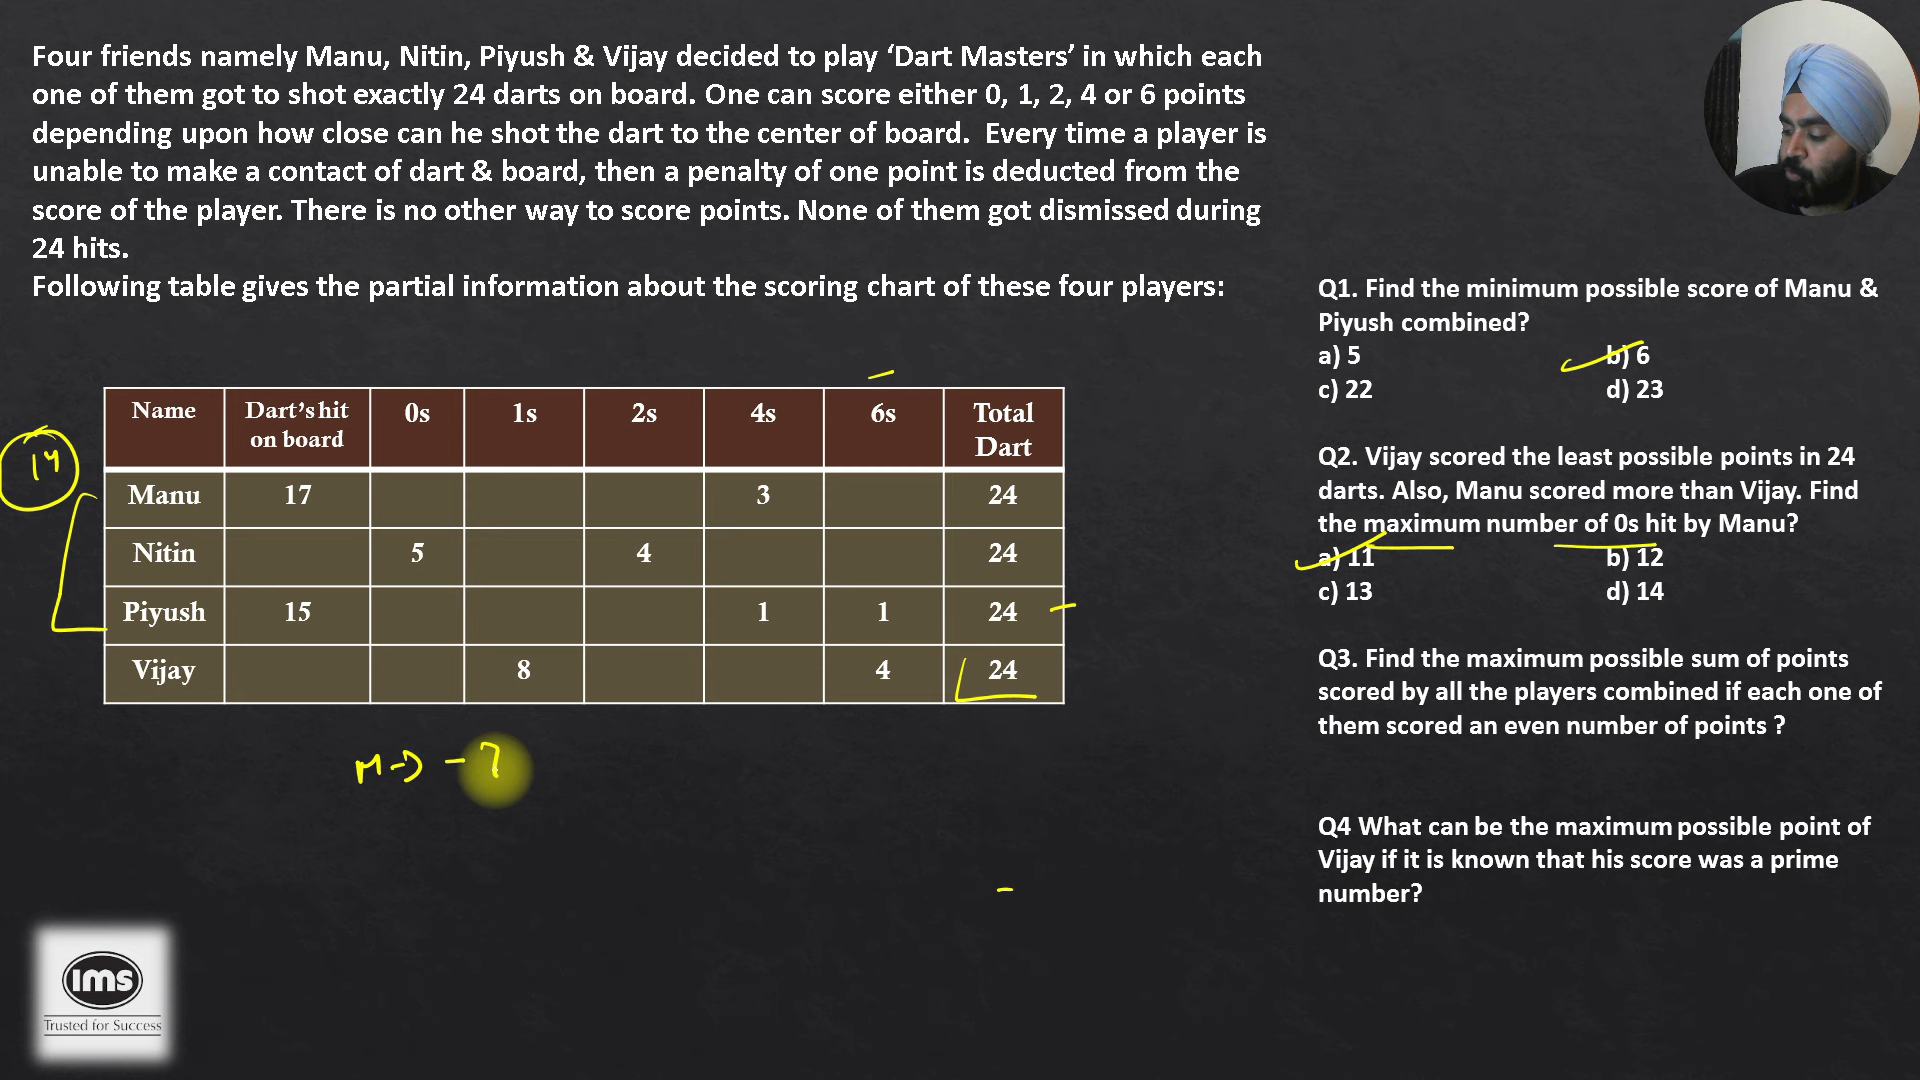 Four friends namely Manu, Nitin, Piyush & Vijay decided to play ‘Dart Masters’ in which each
one of them got to shot exactly 24 darts on board. One can score either 0, 1, 2, 4 or 6 points
depending upon how close can he shot the dart to the center of board.  Every time a player is
unable to make a contact of dart & board, then a penalty of one point is deducted from the
score of the player. There is no other way to score points. None of them got dismissed during
24 hits.
Following table gives the partial information about the scoring chart of these four players:
Name Dart’s hit on board 0s 1s 2s 4s 6s Total Dart
Manu 17 3 24
Nitin 5 4 24
Piyush 15 1 1 24
Vijay 8 4 24
14
M -> -7
Q1. Find the minimum possible score of Manu &
Piyush combined?
a) 5 b) 6
c) 22 d) 23
Q2. Vijay scored the least possible points in 24
darts. Also, Manu scored more than Vijay. Find
the maximum number of 0s hit by Manu?
a) 11 b) 12
c) 13 d) 14
Q3. Find the maximum possible sum of points
scored by all the players combined if each one of
them scored an even number of points ?
Q4 What can be the maximum possible point of
Vijay if it is known that his score was a prime
number?
ims
Trusted for Success